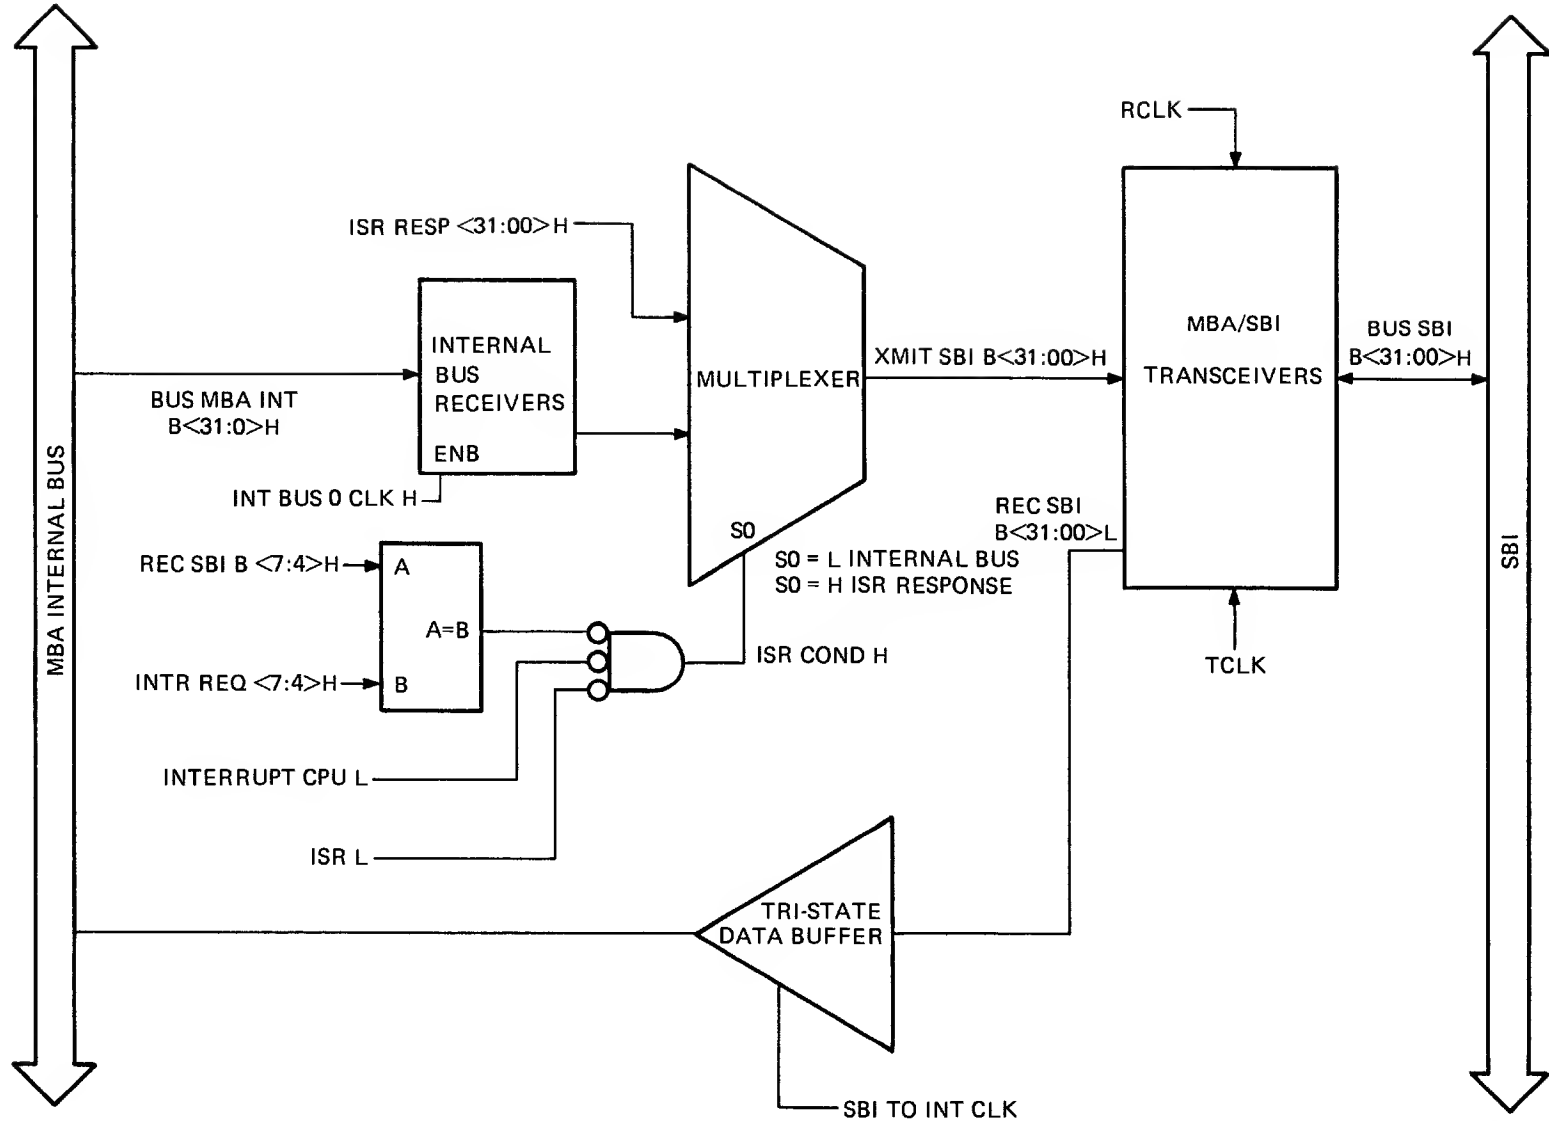 RCLK
ISR RESP <31:00>H
INTERNAL
BUS
RECEIVERS
ENB
MULTIPLEXER
XMIT SBI B<31:00>H
MBA/SBI
TRANSCEIVERS
BUS SBI
B<31:00>H
BUS MBA INT
B<31:0>H
INT BUS 0 CLK H
MBA INTERNAL BUS
SBI
S0
REC SBI
B<31:00>L
S0 = L INTERNAL BUS
S0 = H ISR RESPONSE
REC SBI B <7:4>H
A
A=B
INTR REQ <7:4>H
B
ISR COND H
TCLK
INTERRUPT CPU L
ISR L
TRI-STATE
DATA BUFFER
SBI TO INT CLK